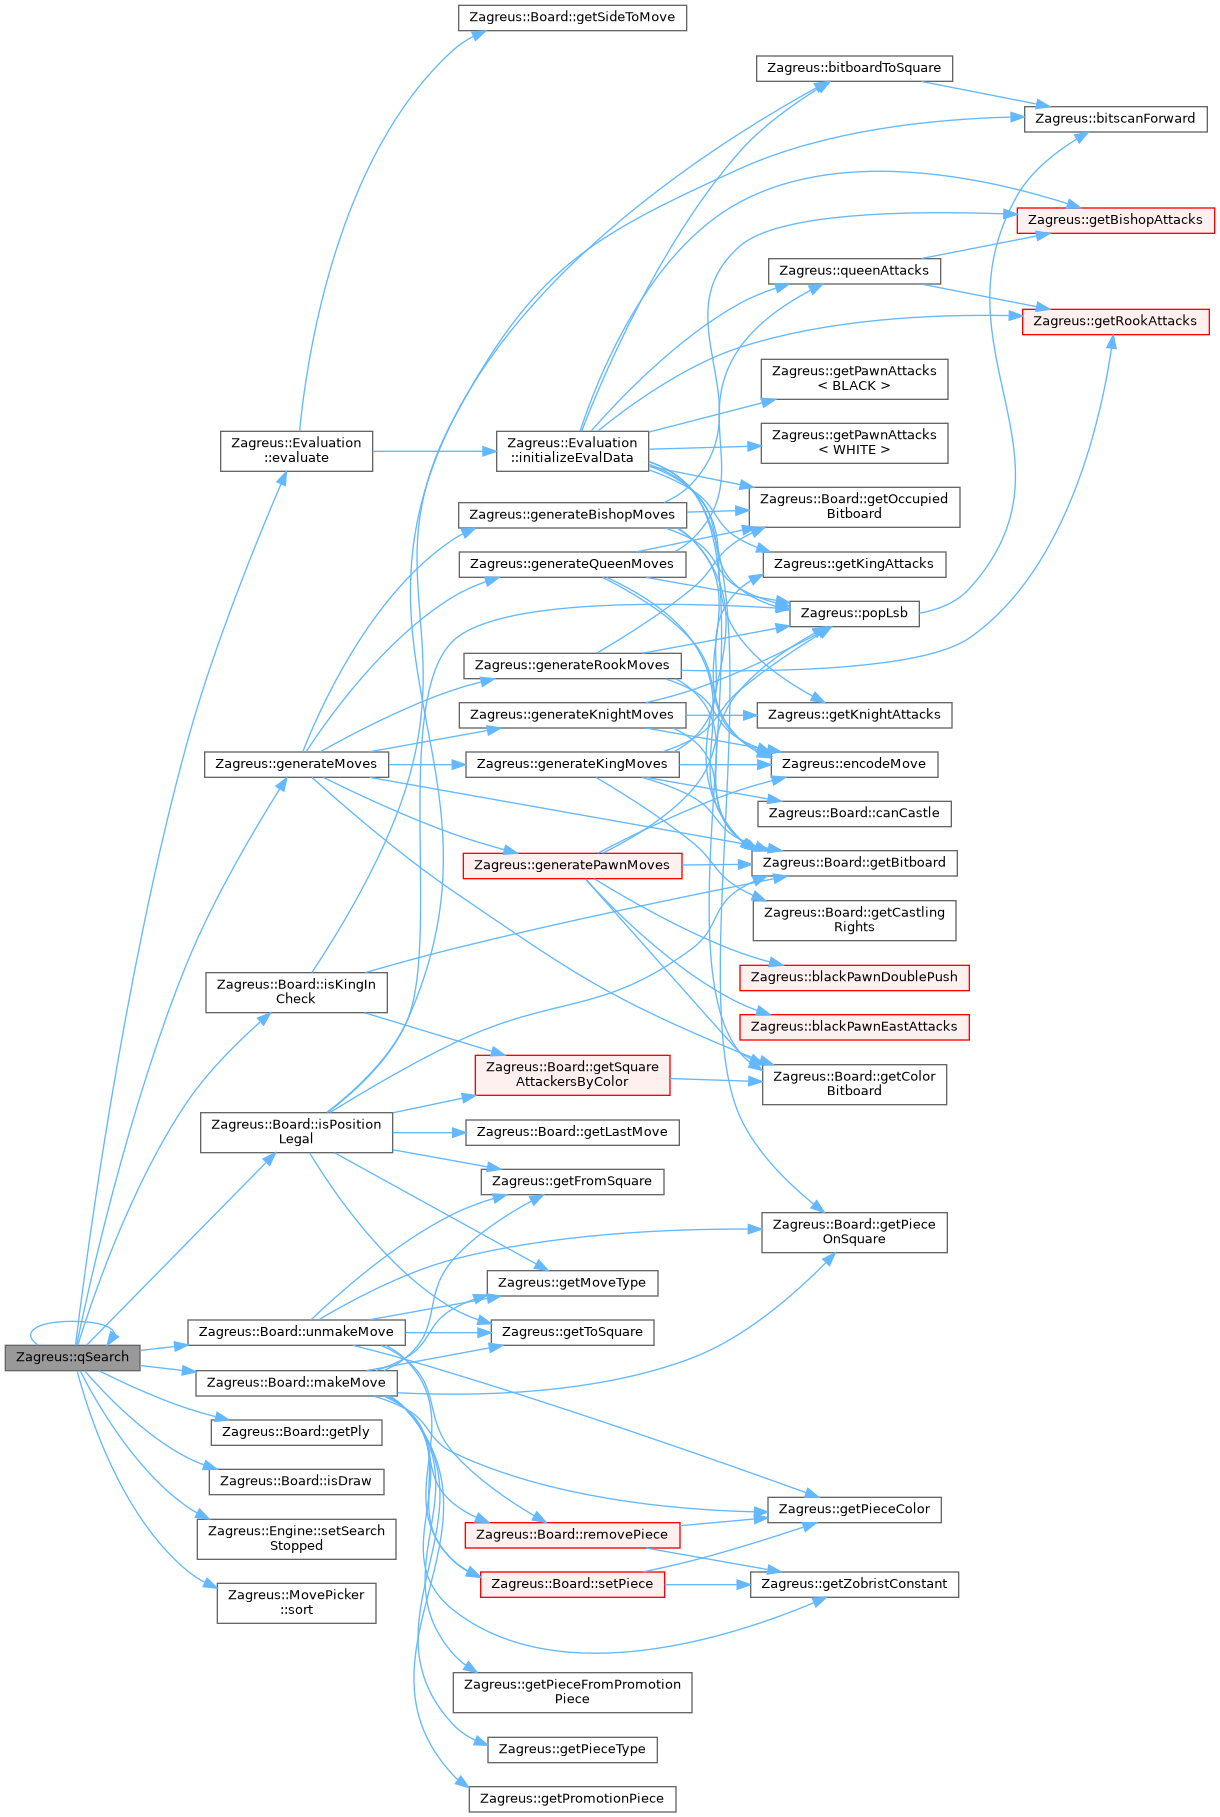 Zagreus::Board::getSideToMove
Zagreus::bitboardToSquare
Zagreus::bitscanForward
Zagreus::getBishopAttacks
Zagreus::queenAttacks
Zagreus::getRookAttacks
Zagreus::getPawnAttacks
< BLACK >
Zagreus::getPawnAttacks
< WHITE >
Zagreus::Evaluation
::evaluate
Zagreus::Evaluation
::initializeEvalData
Zagreus::Board::getOccupied
Bitboard
Zagreus::generateBishopMoves
Zagreus::generateQueenMoves
Zagreus::getKingAttacks
Zagreus::popLsb
Zagreus::generateRookMoves
Zagreus::generateKnightMoves
Zagreus::getKnightAttacks
Zagreus::generateMoves
Zagreus::generateKingMoves
Zagreus::encodeMove
Zagreus::Board::canCastle
Zagreus::generatePawnMoves
Zagreus::Board::getBitboard
Zagreus::Board::getCastling
Rights
Zagreus::blackPawnDoublePush
Zagreus::Board::isKingIn
Check
Zagreus::blackPawnEastAttacks
Zagreus::Board::getSquare
AttackersByColor
Zagreus::Board::getColor
Bitboard
Zagreus::Board::isPosition
Legal
Zagreus::Board::getLastMove
Zagreus::getFromSquare
Zagreus::Board::getPiece
OnSquare
Zagreus::getMoveType
Zagreus::Board::unmakeMove
Zagreus::getToSquare
Zagreus::qSearch
Zagreus::Board::makeMove
Zagreus::Board::getPly
Zagreus::Board::isDraw
Zagreus::getPieceColor
Zagreus::Engine::setSearch
Stopped
Zagreus::Board::removePiece
Zagreus::Board::setPiece
Zagreus::getZobristConstant
Zagreus::MovePicker
::sort
Zagreus::getPieceFromPromotion
Piece
Zagreus::getPieceType
Zagreus::getPromotionPiece